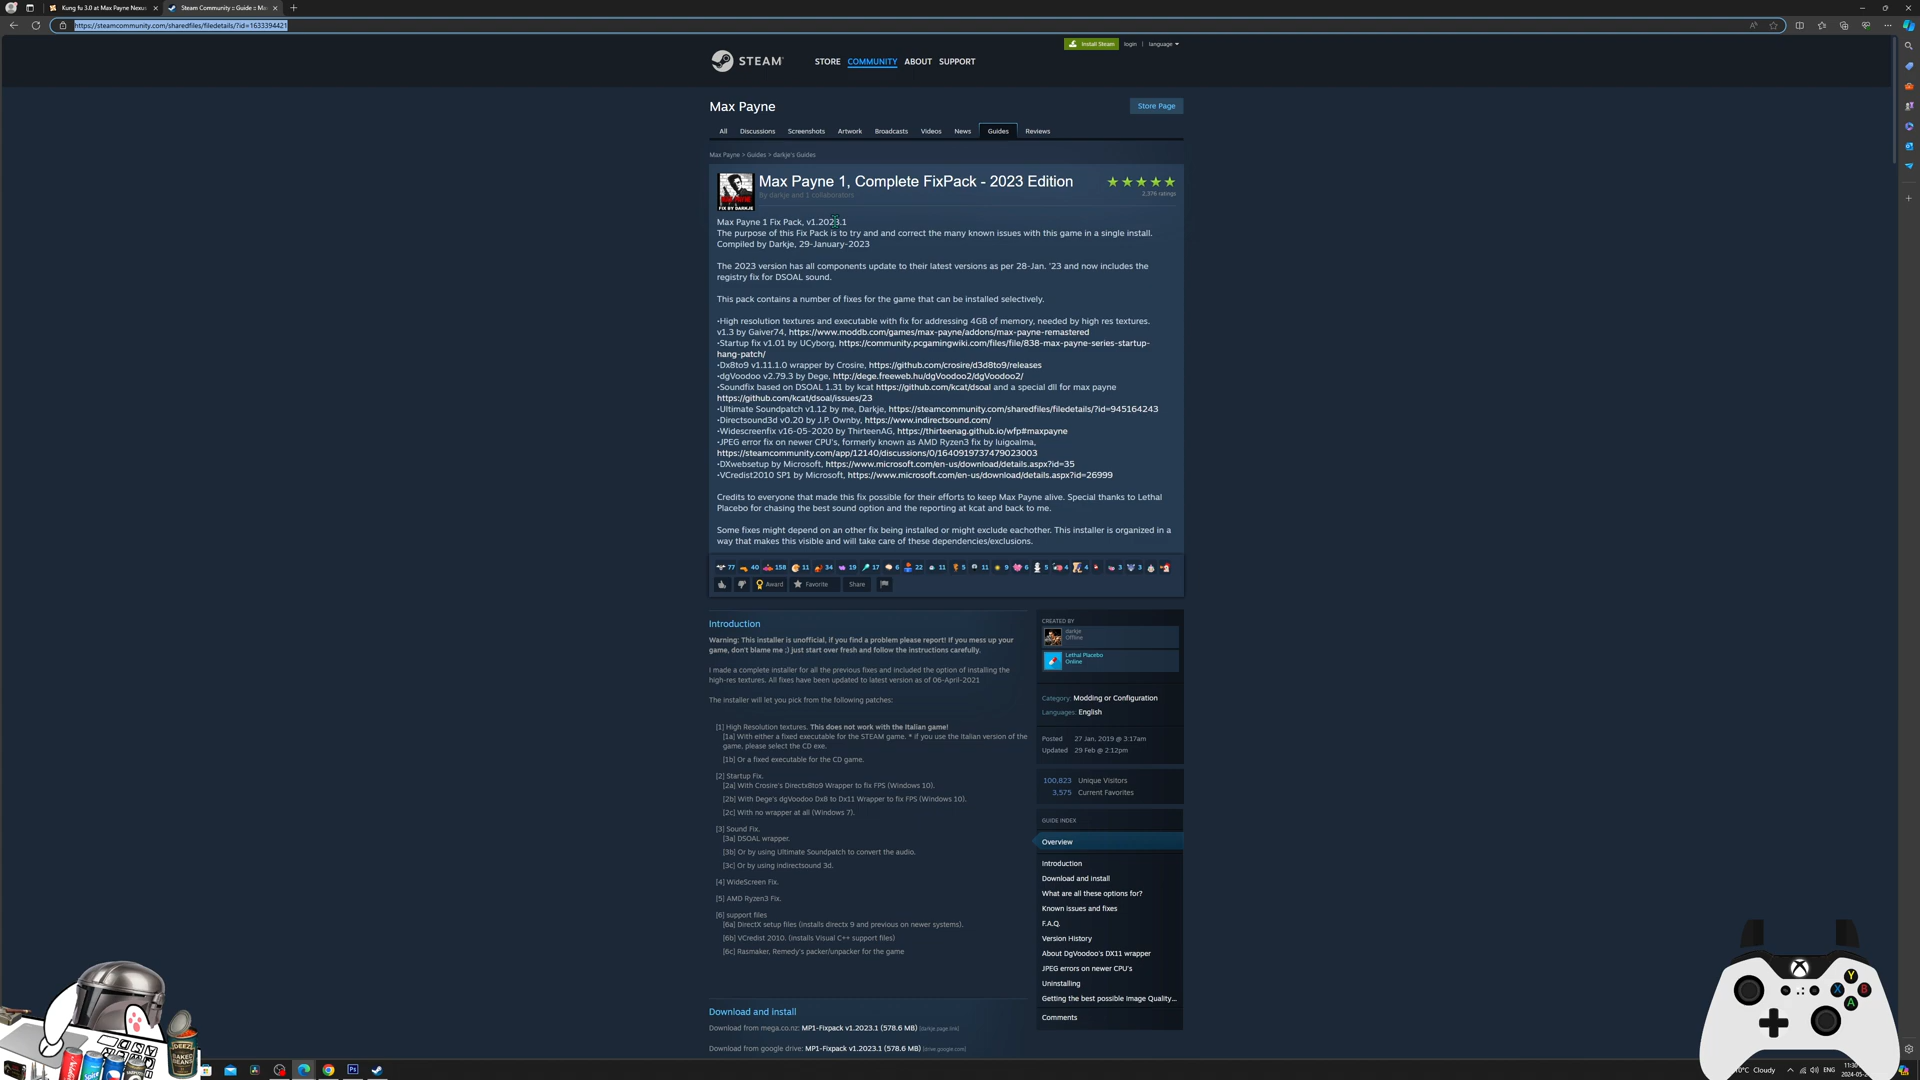 Kung fu 3.0 at Max Payne Nexus
Steam Community :: Guide :: Ma
https://steamcommunity.com/sharedfiles/filedetails/?id=1633394421
Install Steam login | language
STEAM
STORE COMMUNITY ABOUT SUPPORT
Max Payne
Store Page
All Discussions Screenshots Artwork Broadcasts Videos News Guides Reviews
Max Payne > Guides > darkje's Guides
FIX BY DARKJE
Max Payne 1, Complete FixPack - 2023 Edition
2,376 ratings
By darkje and 1 collaborators
Max Payne 1 Fix Pack, v1.2023.1
The purpose of this Fix Pack is to try and and correct the many known issues with this game in a single install.
Compiled by Darkje, 29-January-2023
The 2023 version has all components update to their latest versions as per 28-Jan. '23 and now includes the
registry fix for DSOAL sound.
This pack contains a number of fixes for the game that can be installed selectively.
•High resolution textures and executable with fix for addressing 4GB of memory, needed by high res textures.
v1.3 by Gaiver74, https://www.moddb.com/games/max-payne/addons/max-payne-remastered
•Startup fix v1.01 by UCyborg, https://community.pcgamingwiki.com/files/file/838-max-payne-series-startup-
hang-patch/
•Dx8to9 v1.11.1.0 wrapper by Crosire, https://github.com/crosire/d3d8to9/releases
•dgVoodoo v2.79.3 by Dege, http://dege.freeweb.hu/dgVoodoo2/dgVoodoo2/
•Soundfix based on DSOAL 1.31 by kcat https://github.com/kcat/dsoal and a special dll for max payne
https://github.com/kcat/dsoal/issues/23
•Ultimate Soundpatch v1.12 by me, Darkje, https://steamcommunity.com/sharedfiles/filedetails/?id=945164243
•Directsound3d v0.20 by J.P. Ownby, https://www.indirectsound.com/
•Widescreenfix v16-05-2020 by ThirteenAG, https://thirteenag.github.io/wfp#maxpayne
•JPEG error fix on newer CPU's, formerly known as AMD Ryzen3 fix by luigoalma,
https://steamcommunity.com/app/12140/discussions/0/1640919737479023003
•DXwebsetup by Microsoft, https://www.microsoft.com/en-us/download/details.aspx?id=35
•VCredist2010 SP1 by Microsoft, https://www.microsoft.com/en-us/download/details.aspx?id=26999
Credits to everyone that made this fix possible for their efforts to keep Max Payne alive. Special thanks to Lethal
Placebo for chasing the best sound option and the reporting at kcat and back to me.
Some fixes might depend on an other fix being installed or might exclude eachother. This installer is organized in a
way that makes this visible and will take care of these dependencies/exclusions.
77 40 158 11 34 19 17 6 22 11 5 11 9 6 5 4 4 3 3
Award Favorite Share
Introduction
Warning: This installer is unofficial, if you find a problem please report! If you mess up your
game, don't blame me ;) just start over fresh and follow the instructions carefully.
I made a complete installer for all the previous fixes and included the option of installing the
high-res textures. All fixes have been updated to latest version as of 06-April-2021
The installer will let you pick from the following patches:
[1] High Resolution textures. This does not work with the Italian game!
[1a] With either a fixed executable for the STEAM game. * if you use the Italian version of the
game, please select the CD exe.
[1b] Or a fixed executable for the CD game.
[2] Startup Fix.
[2a] With Crosire's Directx8to9 Wrapper to fix FPS (Windows 10).
[2b] With Dege's dgVoodoo Dx8 to Dx11 Wrapper to fix FPS (Windows 10).
[2c] With no wrapper at all (Windows 7).
[3] Sound Fix.
[3a] DSOAL wrapper.
[3b] Or by using Ultimate Soundpatch to convert the audio.
[3c] Or by using indirectsound 3d.
[4] WideScreen Fix.
[5] AMD Ryzen3 Fix.
[6] support files
[6a] DirectX setup files (installs directx 9 and previous on newer systems).
[6b] VCredist 2010. (installs Visual C++ support files)
[6c] Rasmaker, Remedy's packer/unpacker for the game
Download and install
Download from mega.co.nz: MP1-Fixpack v1.2023.1 (578.6 MB) [darkje page link]
Download from google drive: MP1-Fixpack v1.2023.1 (578.6 MB) [drive.google.com]
CREATED BY
darkje
Offline
Lethal Placebo
Online
Category: Modding or Configuration
Languages: English
Posted 27 Jan, 2019 @ 3:17am
Updated 29 Feb @ 2:12pm
100,823 Unique Visitors
3,575 Current Favorites
GUIDE INDEX
Overview
Introduction
Download and install
What are all these options for?
Known issues and fixes
F.A.Q.
Version History
About DgVoodoo's DX11 wrapper
JPEG errors on newer CPU's
Uninstalling
Getting the best possible Image Quality...
Comments
Y
X B
A
BAKED
BEANS
Ps
Cloudy
ENG